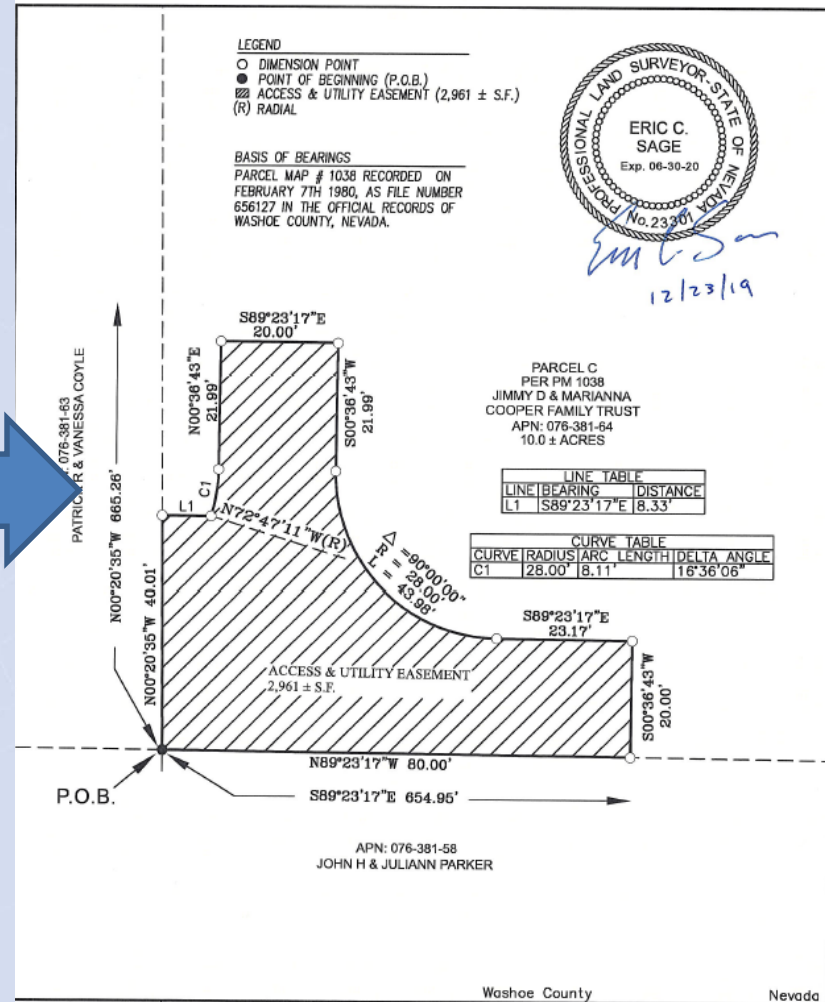 LEGEND
DIMENSION POINT
POINT OF BEGINNING (P.O.B.)
ACCESS & UTILITY EASEMENT (2,961 ± S.F.)
(R) RADIAL
BASIS OF BEARINGS
PARCEL MAP # 1038 RECORDED ON
FEBRUARY 7TH 1980, AS FILE NUMBER
656127 IN THE OFFICIAL RECORDS OF
WASHOE COUNTY, NEVADA.
PROFESSIONAL LAND SURVEYOR-STATE OF NEVADA
ERIC C.
SAGE
Exp. 06-30-20
No. 23301
12/23/19
S89°23'17"E
20.00'
N00°36'43"E
21.99'
S00°36'43"W
21.99'
: 076-381-63
PATRICK R & VANESSA COYLE
N00°20'35"W 665.26'
N00°20'35"W 40.01'
L1
C1
N72°47'11"W(R)
Δ =90°00'00"
R = 28.00'
L = 43.98'
PARCEL C
PER PM 1038
JIMMY D & MARIANNA
COOPER FAMILY TRUST
APN: 076-381-64
10.0 ± ACRES
LINE TABLE
LINE BEARING DISTANCE
L1 S89°23'17"E 8.33'
CURVE TABLE
CURVE RADIUS ARC LENGTH DELTA ANGLE
C1 28.00' 8.11' 16°36'06"
S89°23'17"E
23.17'
S00°36'43"W
20.00'
ACCESS & UTILITY EASEMENT
2,961 ± S.F.
N89°23'17"W 80.00'
P.O.B.
S89°23'17"E 654.95'
APN: 076-381-58
JOHN H & JULIANN PARKER
Washoe County Nevada